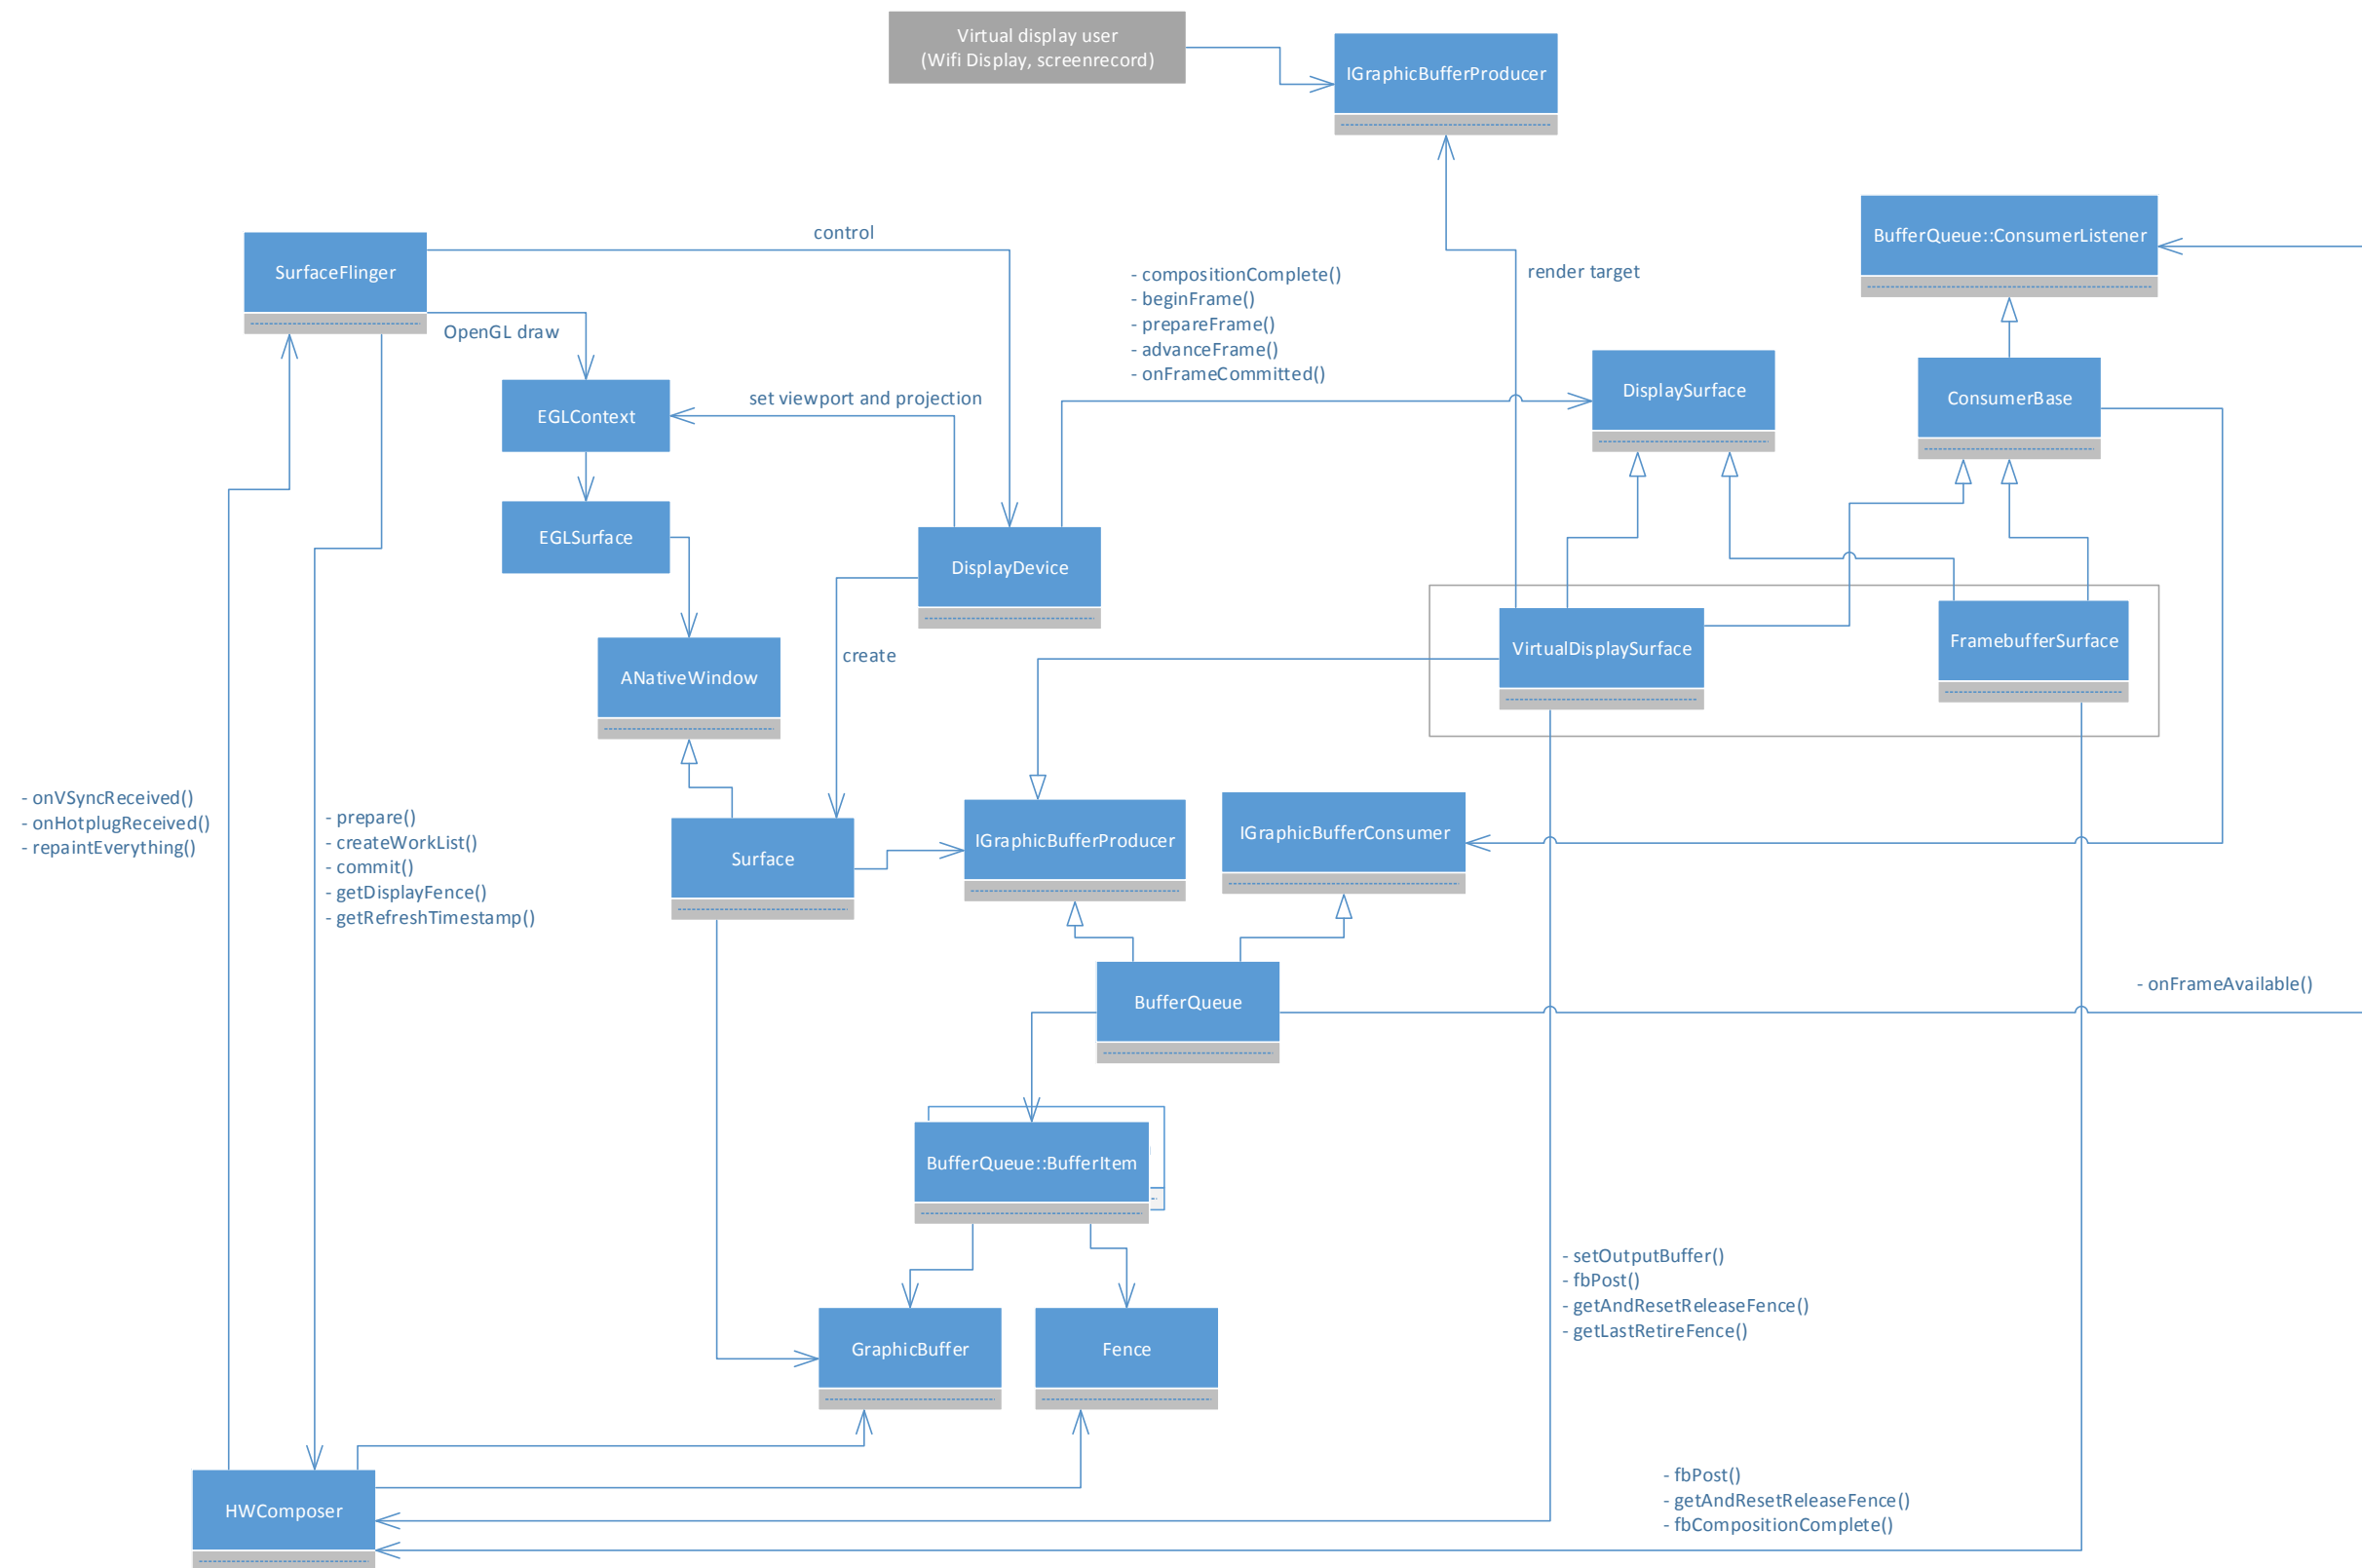 Virtual display user
(Wifi Display, screenrecord)
IGraphicBufferProducer
BufferQueue::ConsumerListener
control
SurfaceFlinger
render target
- compositionComplete()
- beginFrame()
- prepareFrame()
- advanceFrame()
- onFrameCommitted()
OpenGL draw
DisplaySurface
ConsumerBase
set viewport and projection
EGLContext
EGLSurface
DisplayDevice
VirtualDisplaySurface
FramebufferSurface
create
ANativeWindow
- onVSyncReceived()
- onHotplugReceived()
- repaintEverything()
- prepare()
- createWorkList()
- commit()
- getDisplayFence()
- getRefreshTimestamp()
Surface
IGraphicBufferProducer
IGraphicBufferConsumer
BufferQueue
- onFrameAvailable()
BufferQueue::BufferItem
- setOutputBuffer()
- fbPost()
- getAndResetReleaseFence()
- getLastRetireFence()
GraphicBuffer
Fence
HWComposer
- fbPost()
- getAndResetReleaseFence()
- fbCompositionComplete()